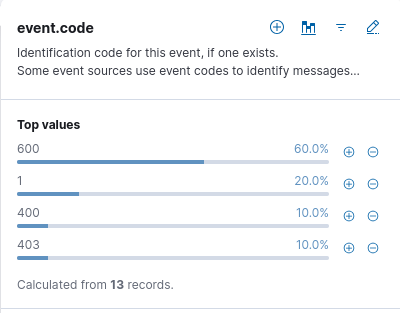 event.code
Identification code for this event, if one exists.
Some event sources use event codes to identify messages...
Top values
600 60.0%
1 20.0%
400 10.0%
403 10.0%
Calculated from 13 records.